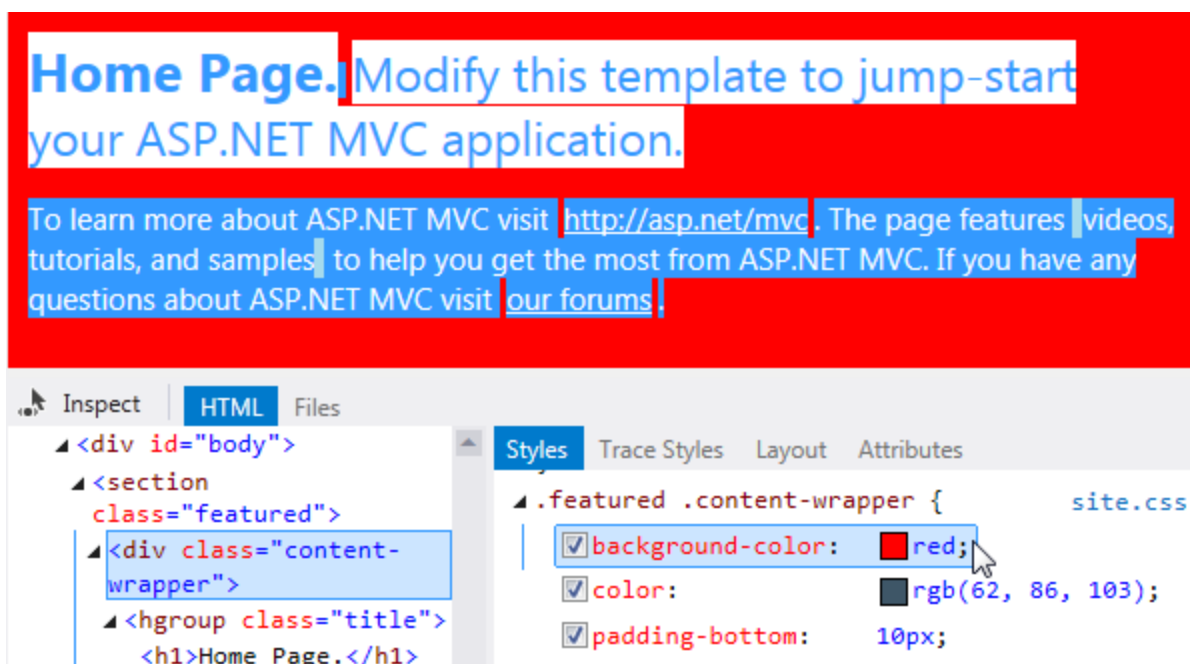 Home Page. Modify this template to jump-start
your ASP.NET MVC application.
To learn more about ASP.NET MVC visit http://asp.net/mvc. The page features videos,
tutorials, and samples to help you get the most from ASP.NET MVC. If you have any
questions about ASP.NET MVC visit our forums.
Inspect HTML Files
<div id="body">
<section
class="featured">
<div class="content-
wrapper">
<hgroup class="title">
<h1>Home Page.</h1>
Styles Trace Styles Layout Attributes
.featured .content-wrapper { site.css
background-color: red;
color: rgb(62, 86, 103);
padding-bottom: 10px;